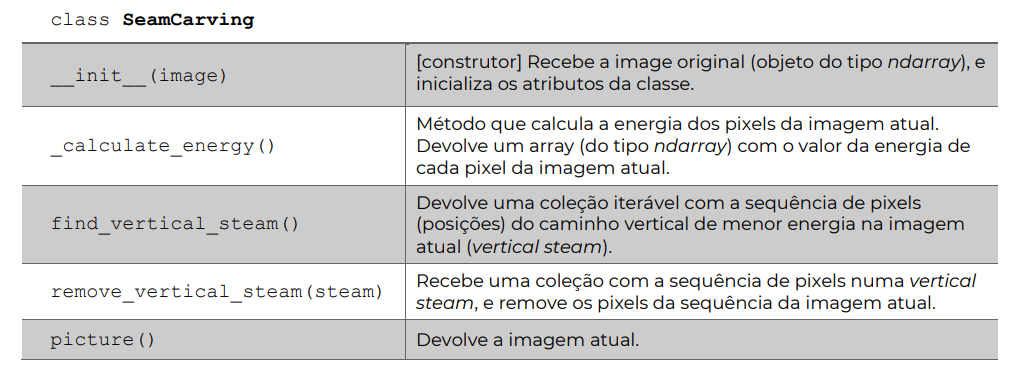 class SeamCarving
__init__(image)
[construtor] Recebe a image original (objeto do tipo ndarray), e
inicializa os atributos da classe.
_calculate_energy()
Método que calcula a energia dos pixels da imagem atual.
Devolve um array (do tipo ndarray) com o valor da energia de
cada pixel da imagem atual.
find_vertical_steam()
Devolve uma coleção iterável com a sequência de pixels
(posições) do caminho vertical de menor energia na imagem
atual (vertical steam).
remove_vertical_steam(steam)
Recebe uma coleção com a sequência de pixels numa vertical
steam, e remove os pixels da sequência da imagem atual.
picture()
Devolve a imagem atual.